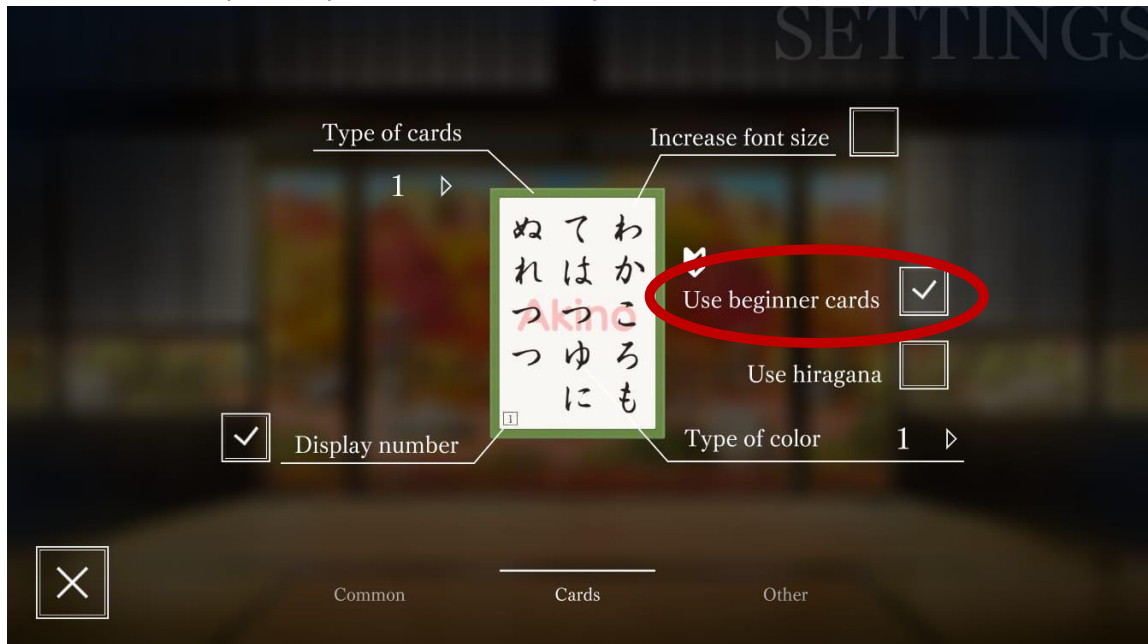 SETTINGS
Type of cards
Increase font size
1
わかころも
てはつゆに
ぬれつつ
Akino
1
Use beginner cards
Use hiragana
Display number
Type of color 1
Common Cards Other